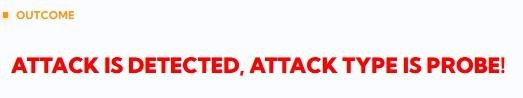 OUTCOME
ATTACK IS DETECTED, ATTACK TYPE IS PROBE!